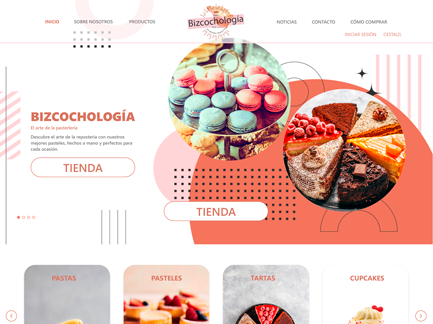 INICIO
SOBRE NOSOTROS
PRODUCTOS
Bizcochología
NOTICIAS
CONTACTO
CÓMO COMPRAR
INICIAR SESIÓN
CESTA(0)
BIZCOCHOLOGÍA
El arte de la pastelería
Descubre el arte de la repostería con nuestros
mejores pasteles, hechos a mano y perfectos para
cada ocasión.
TIENDA
TIENDA
PASTAS
PASTELES
TARTAS
CUPCAKES